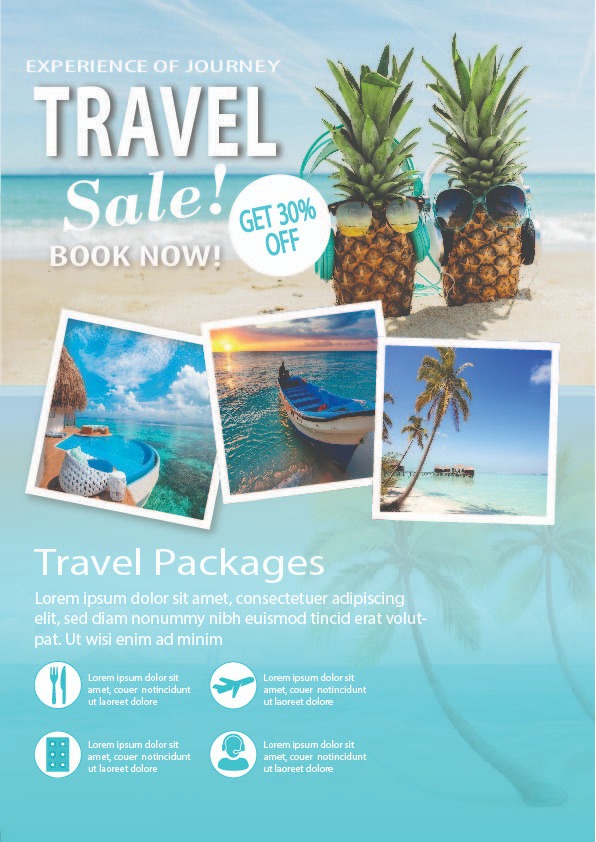 EXPERIENCE OF JOURNEY
TRAVEL
Sale!
BOOK NOW!
GET 30%
OFF
Travel Packages
Lorem ipsum dolor sit amet, consectetuer adipiscing
elit, sed diam nonummy nibh euismod tincid erat volut-
pat. Ut wisi enim ad minim
Lorem ipsum dolor sit
amet, couer notincidunt
ut laoreet dolore
Lorem ipsum dolor sit
amet, couer notincidunt
ut laoreet dolore
Lorem ipsum dolor sit
amet, couer notincidunt
ut laoreet dolore
Lorem ipsum dolor sit
amet, couer notincidunt
ut laoreet dolore